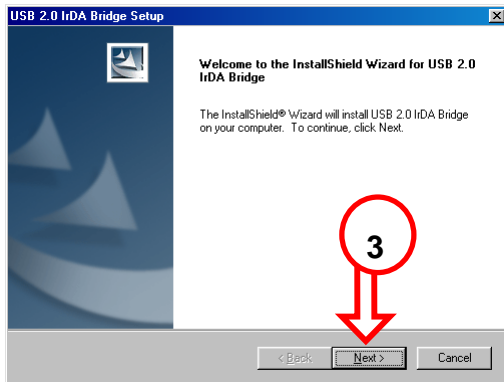 USB 2.0 IrDA Bridge Setup
Welcome to the InstallShield Wizard for USB 2.0
IrDA Bridge
The InstallShield® Wizard will install USB 2.0 IrDA Bridge
on your computer. To continue, click Next.
3
< Back
Next >
Cancel